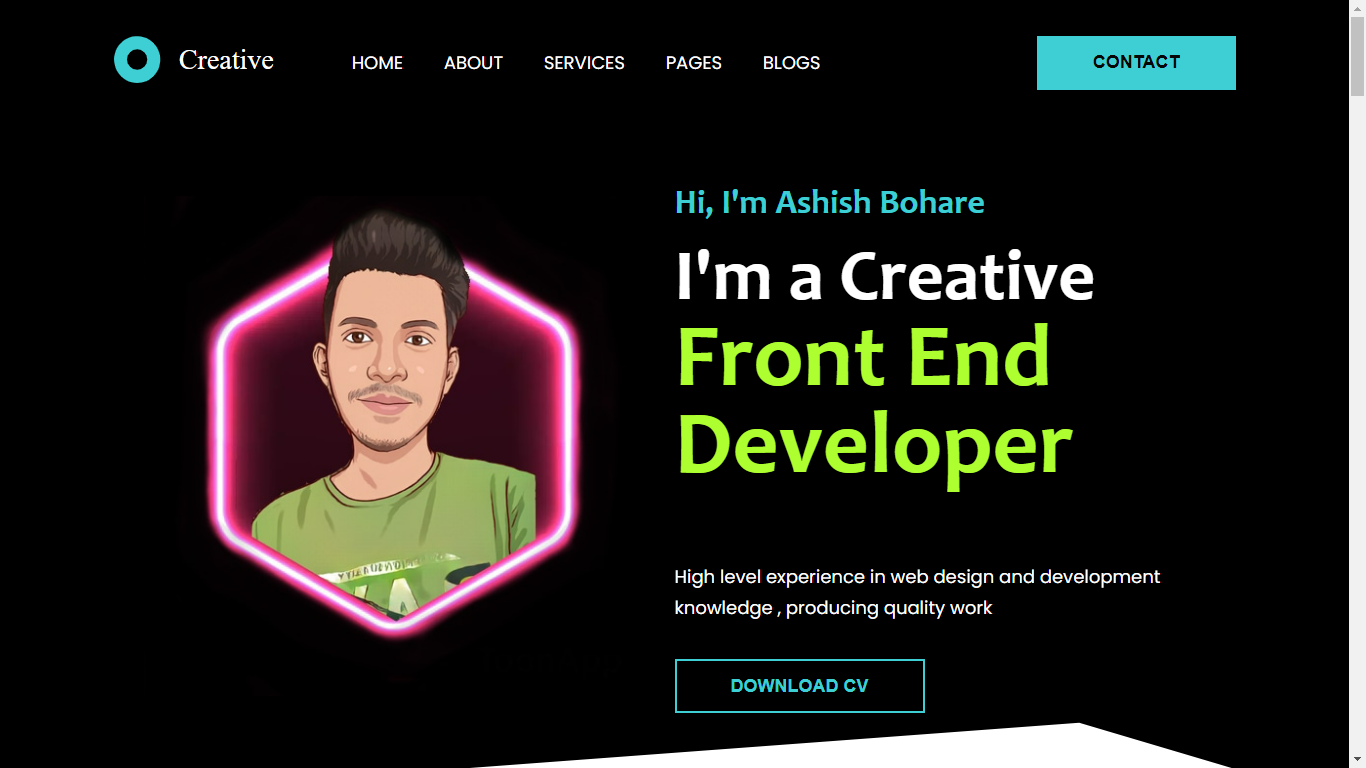 Creative
HOME ABOUT SERVICES PAGES BLOGS
CONTACT
Hi, I'm Ashish Bohare
I'm a Creative
Front End
Developer
High level experience in web design and development
knowledge , producing quality work
DOWNLOAD CV